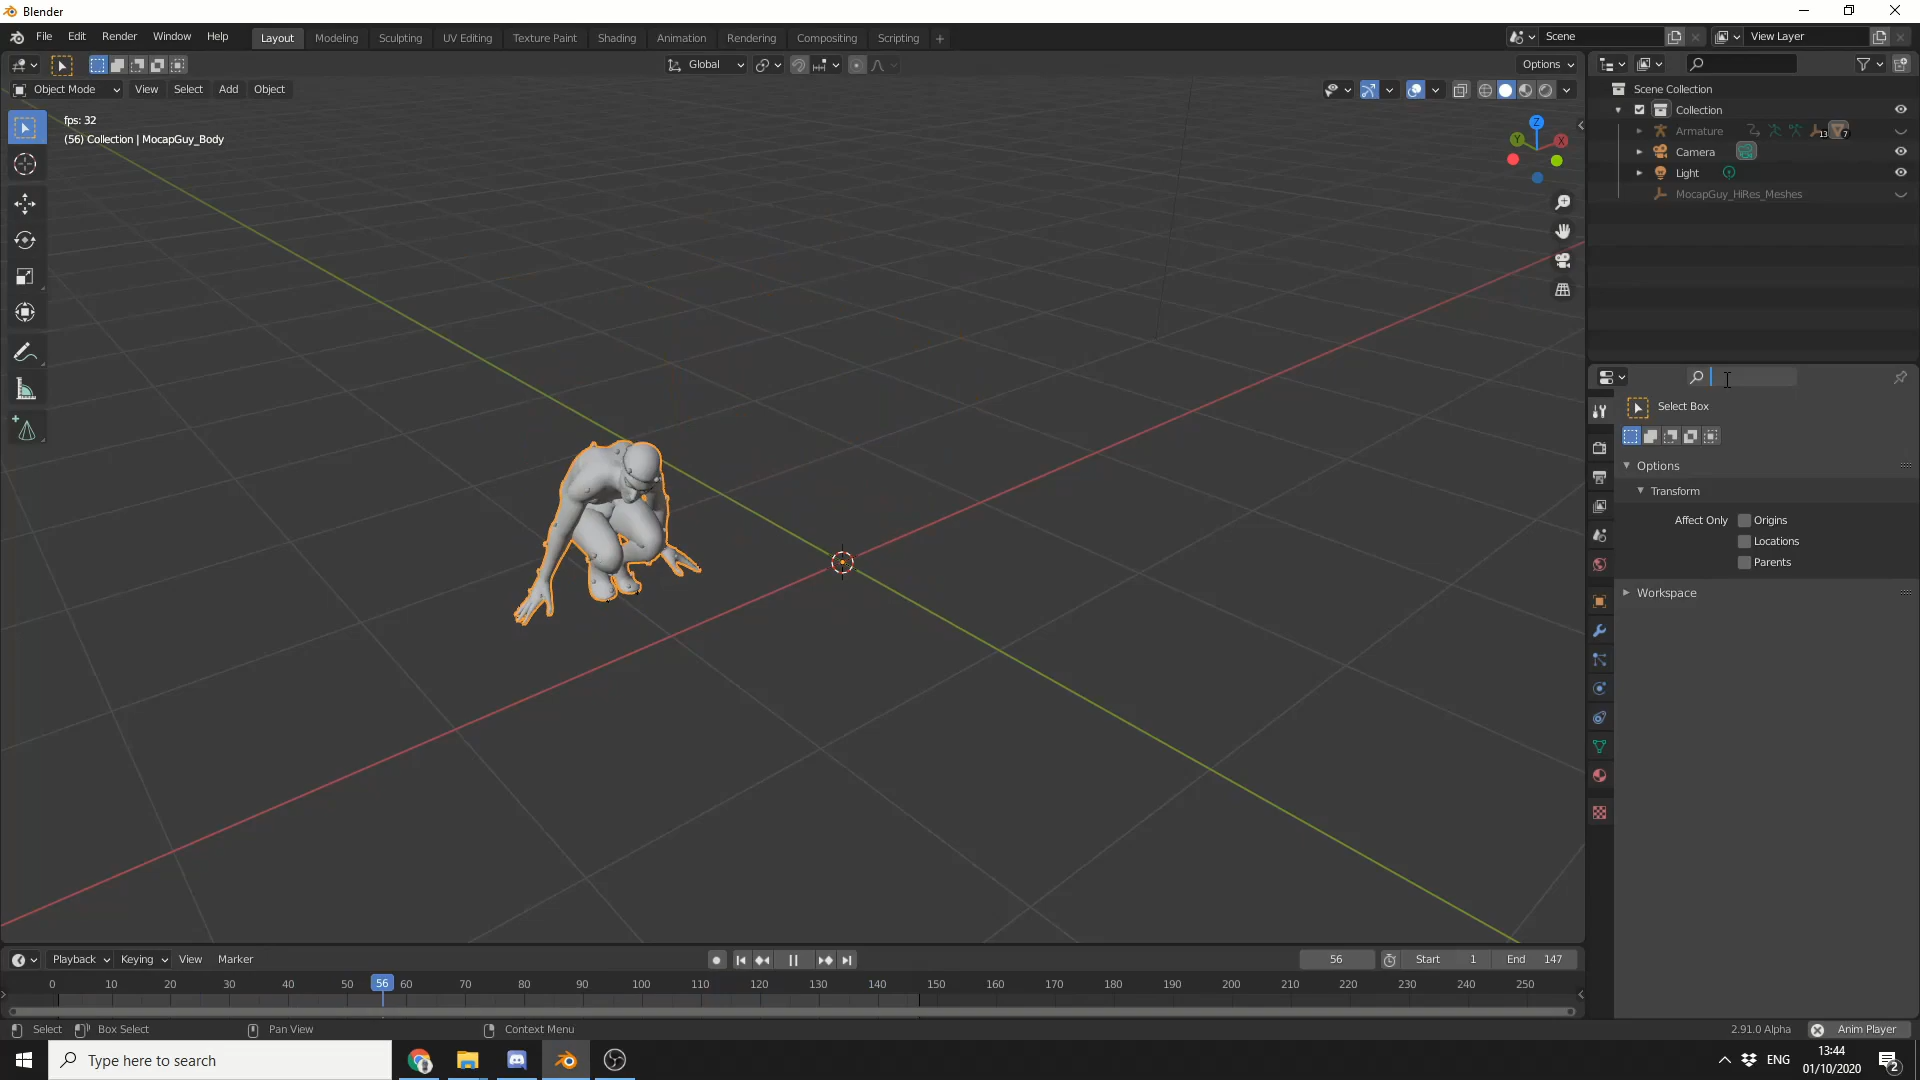 Blender
File Edit Render Window Help
Layout Modeling Sculpting UV Editing Texture Paint Shading Animation Rendering Compositing Scripting +
Scene View Layer
Global Options
Object Mode View Select Add Object
fps: 32
(56) Collection | MocapGuy_Body
Z
Y X
Scene Collection
Collection
Armature 13 7
Camera
Light
MocapGuy_HiRes_Meshes
Select Box
Options
Transform
Affect Only Origins
Locations
Parents
Workspace
Playback Keying View Marker 56 Start 1 End 147
0 10 20 30 40 50 56 60 70 80 90 100 110 120 130 140 150 160 170 180 190 200 210 220 230 240 250
Select Box Select Pan View Context Menu 2.91.0 Alpha Anim Player
Type here to search ENG 13:44
01/10/2020 2